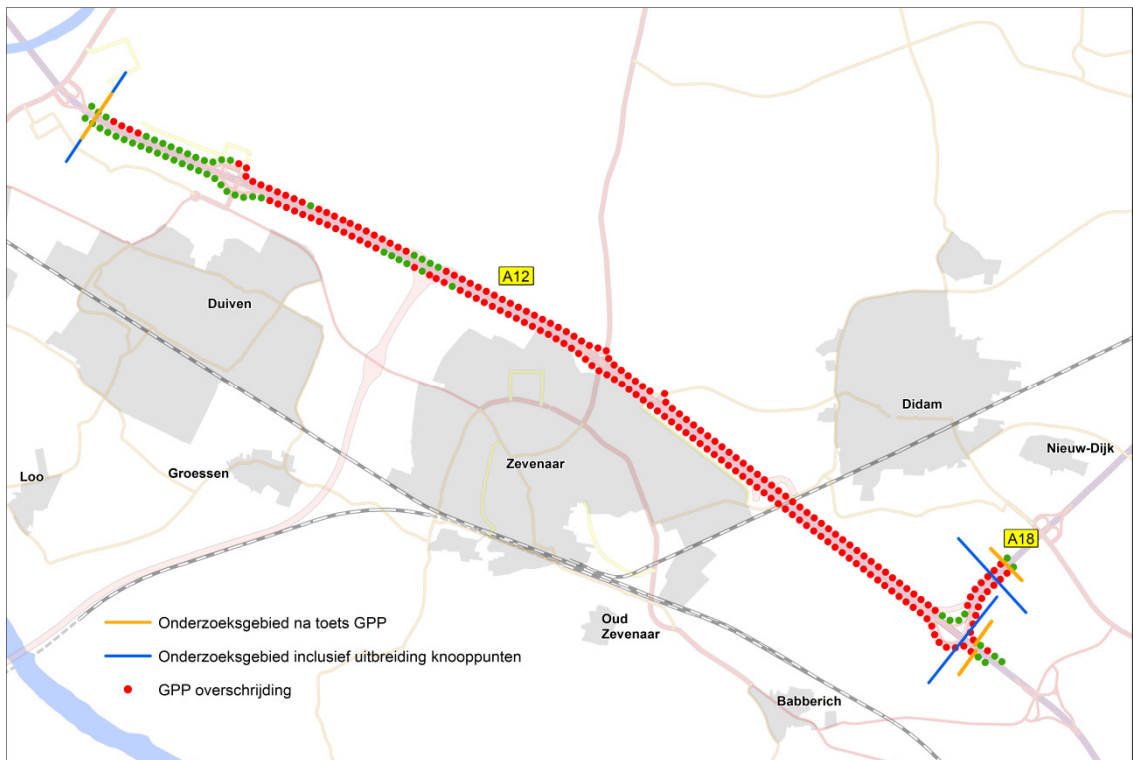 A12
Duiven
Didam
Nieuw-Dijk
Zevenaar
Groessen
Loo
A18
Oud
Zevenaar
Babberich
Onderzoeksgebied na toets GPP
Onderzoeksgebied inclusief uitbreiding knooppunten
GPP overschrijding